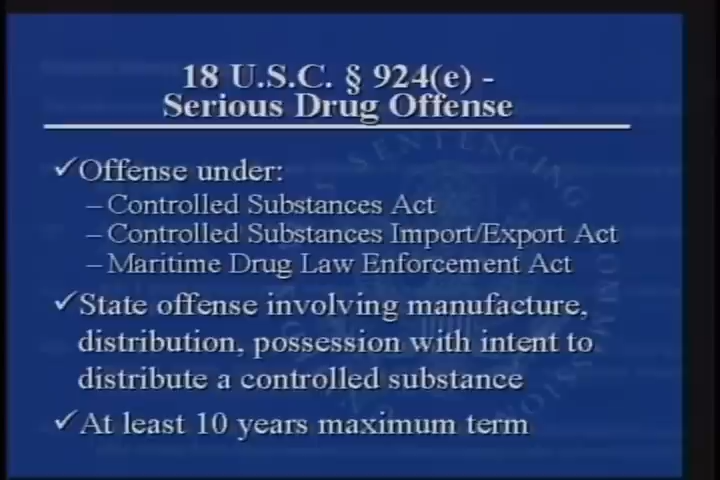 18 U.S.C. § 924(e) -
Serious Drug Offense
✓Offense under:
–Controlled Substances Act
–Controlled Substances Import/Export Act
–Maritime Drug Law Enforcement Act
✓State offense involving manufacture,
distribution, possession with intent to
distribute a controlled substance
✓At least 10 years maximum term
SENTENCING
COMMISSION